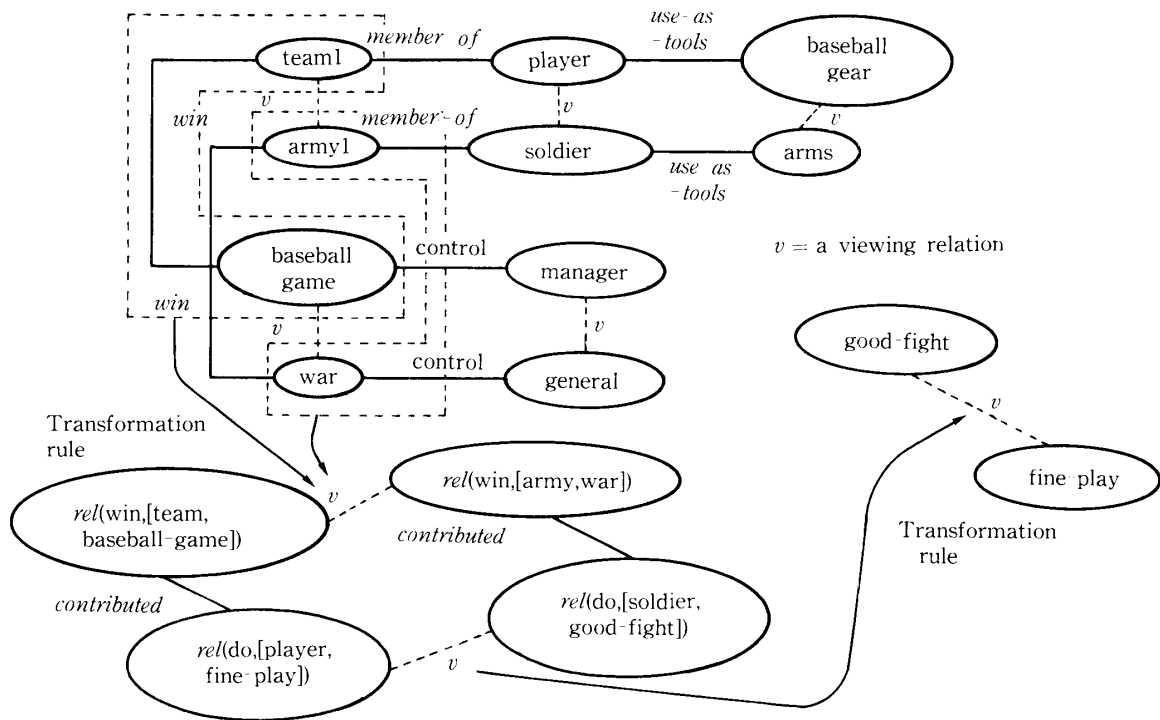 use-as
-tools
member of
baseball
gear
team1
player
v
v
v
win
member-of
army1
soldier
arms
use as
-tools
baseball
game
control
manager
v = a viewing relation
win
v
v
good-fight
war
control
general
v
Transformation
rule
fine-play
v
rel(win,[army,war])
rel(win,[team,
baseball-game])
contributed
Transformation
rule
contributed
rel(do,[soldier,
good-fight])
rel(do,[player,
fine-play])
v